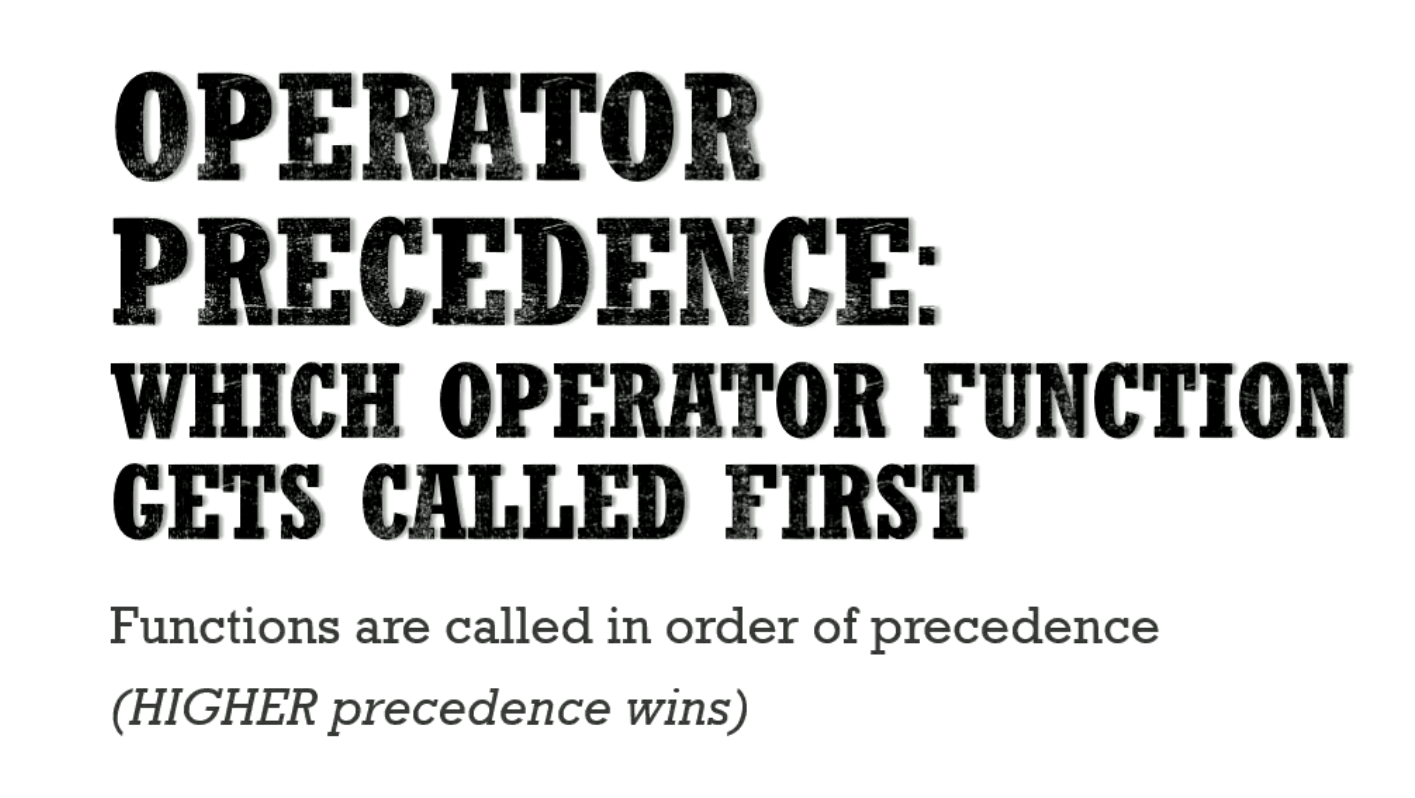 OPERATOR
PRECEDENCE:
WHICH OPERATOR FUNCTION
GETS CALLED FIRST
Functions are called in order of precedence
(HIGHER precedence wins)